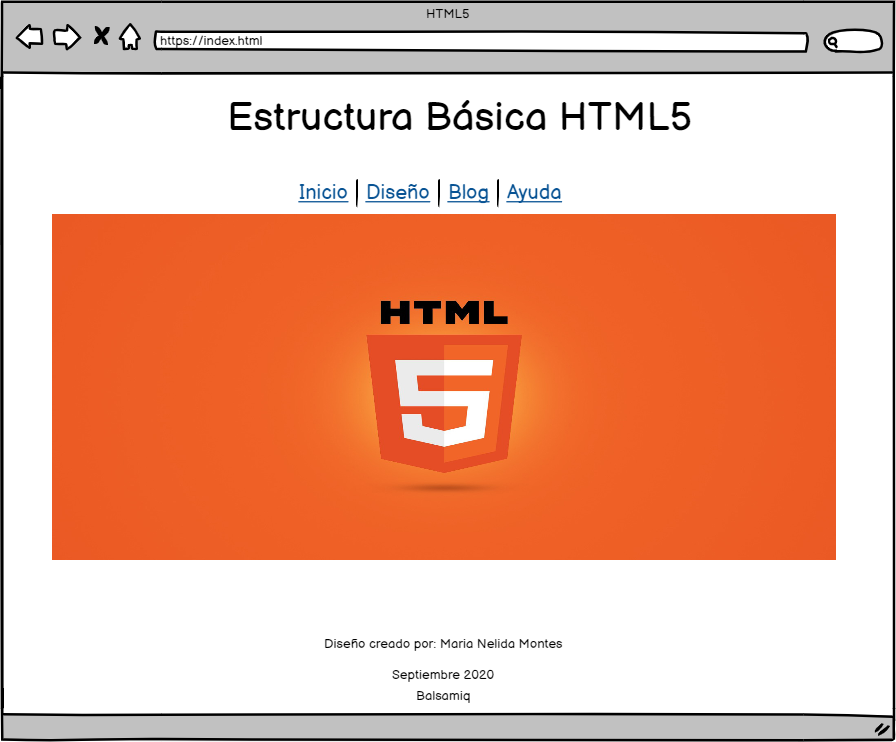 HTML5
https://index.html
Estructura Básica HTML5
Inicio | Diseño | Blog | Ayuda
HTML
5
Diseño creado por: Maria Nelida Montes
Septiembre 2020
Balsamiq